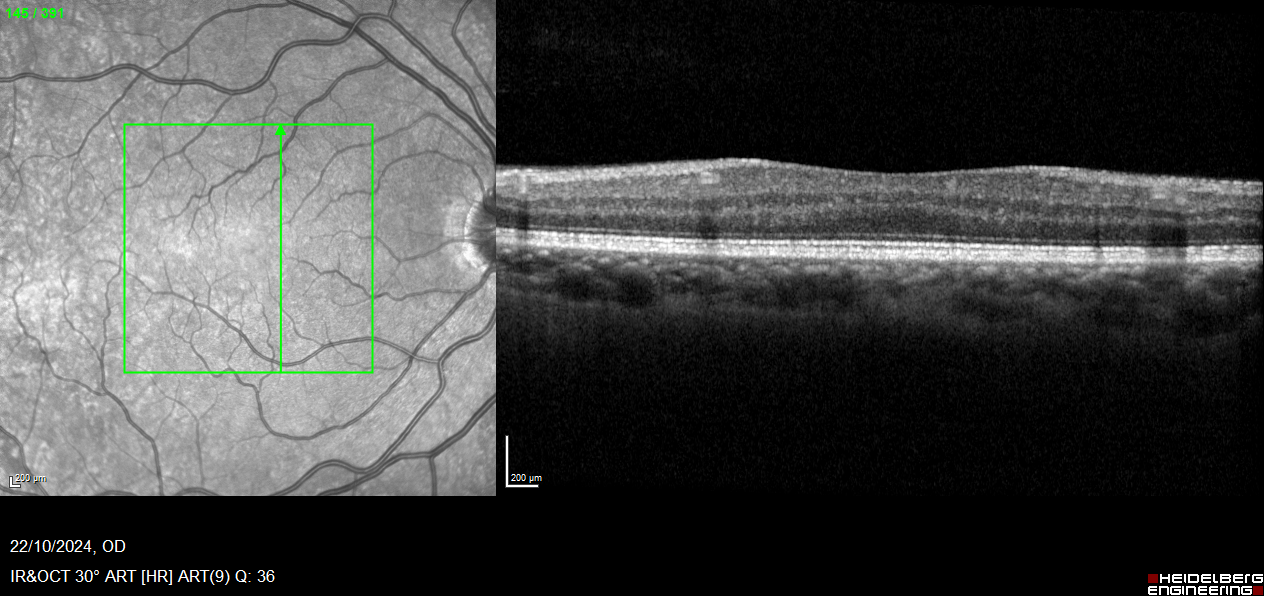 145 / 091
200 µm
200 µm
22/10/2024, OD
IR&OCT 30° ART [HR] ART(9) Q: 36
HEIDELBERG
ENGINEERING